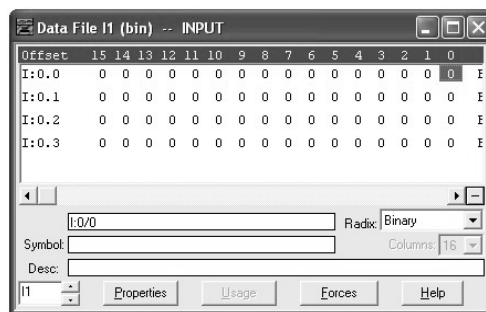 Data File I1 (bin) -- INPUT
Offset 15 14 13 12 11 10 9 8 7 6 5 4 3 2 1 0
I:0.0 0 0 0 0 0 0 0 0 0 0 0 0 0 0 0 0
I:0.1 0 0 0 0 0 0 0 0 0 0 0 0 0 0 0 0
I:0.2 0 0 0 0 0 0 0 0 0 0 0 0 0 0 0 0
I:0.3 0 0 0 0 0 0 0 0 0 0 0 0 0 0 0 0
I:0/0 Radix: Binary
Symbol: Columns: 16
Desc:
I1 Properties Usage Forces Help